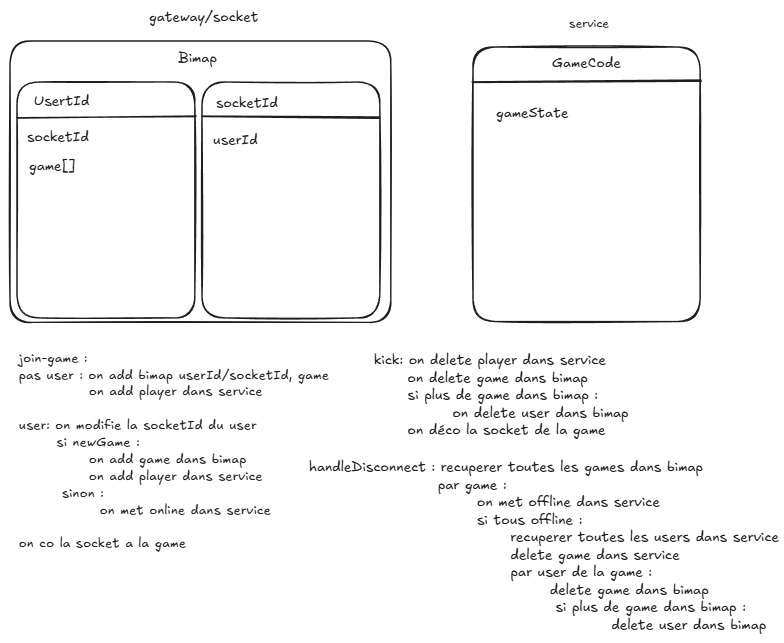 gateway/socket
service
Bimap
GameCode
UsertId
socketId
gameState
socketId
userId
game[]
join-game :
pas user : on add bimap userId/socketId, game
on add player dans service
user: on modifie la socketId du user
si newGame :
on add game dans bimap
on add player dans service
sinon :
on met online dans service
on co la socket a la game
kick: on delete player dans service
on delete game dans bimap
si plus de game dans bimap :
on delete user dans bimap
on déco la socket de la game
handleDisconnect : recuperer toutes les games dans bimap
par game :
on met offline dans service
si tous offline :
recuperer toutes les users dans service
delete game dans service
par user de la game :
delete game dans bimap
si plus de game dans bimap :
delete user dans bimap